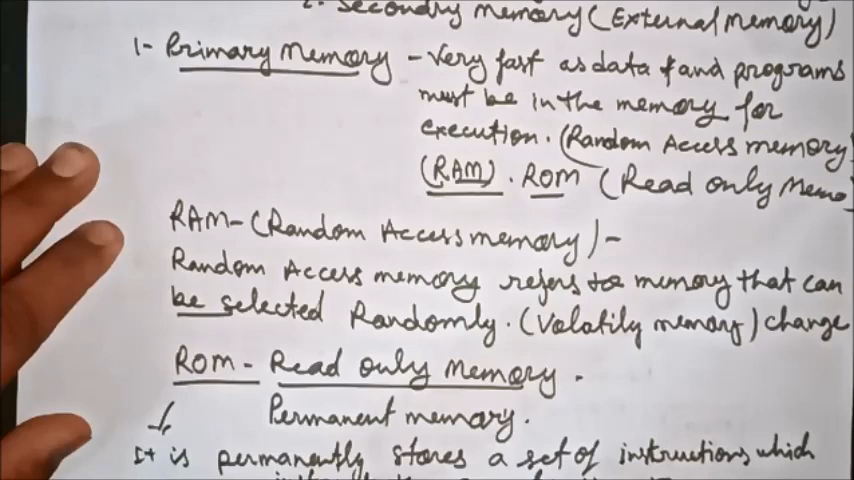 2. Secondry memory (External memory)
1- Primary Memory - Very fast as data & and programs
must be in the memory for
execution. (Random Access memory)
(RAM). ROM (Read only Memo
RAM- (Random Access memory) -
Random Access memory refers to memory that can
be selected Randomly. (Volatily memory) change
ROM - Read only Memory.
Permanent memory.
It is permanently stores a set of instructions which